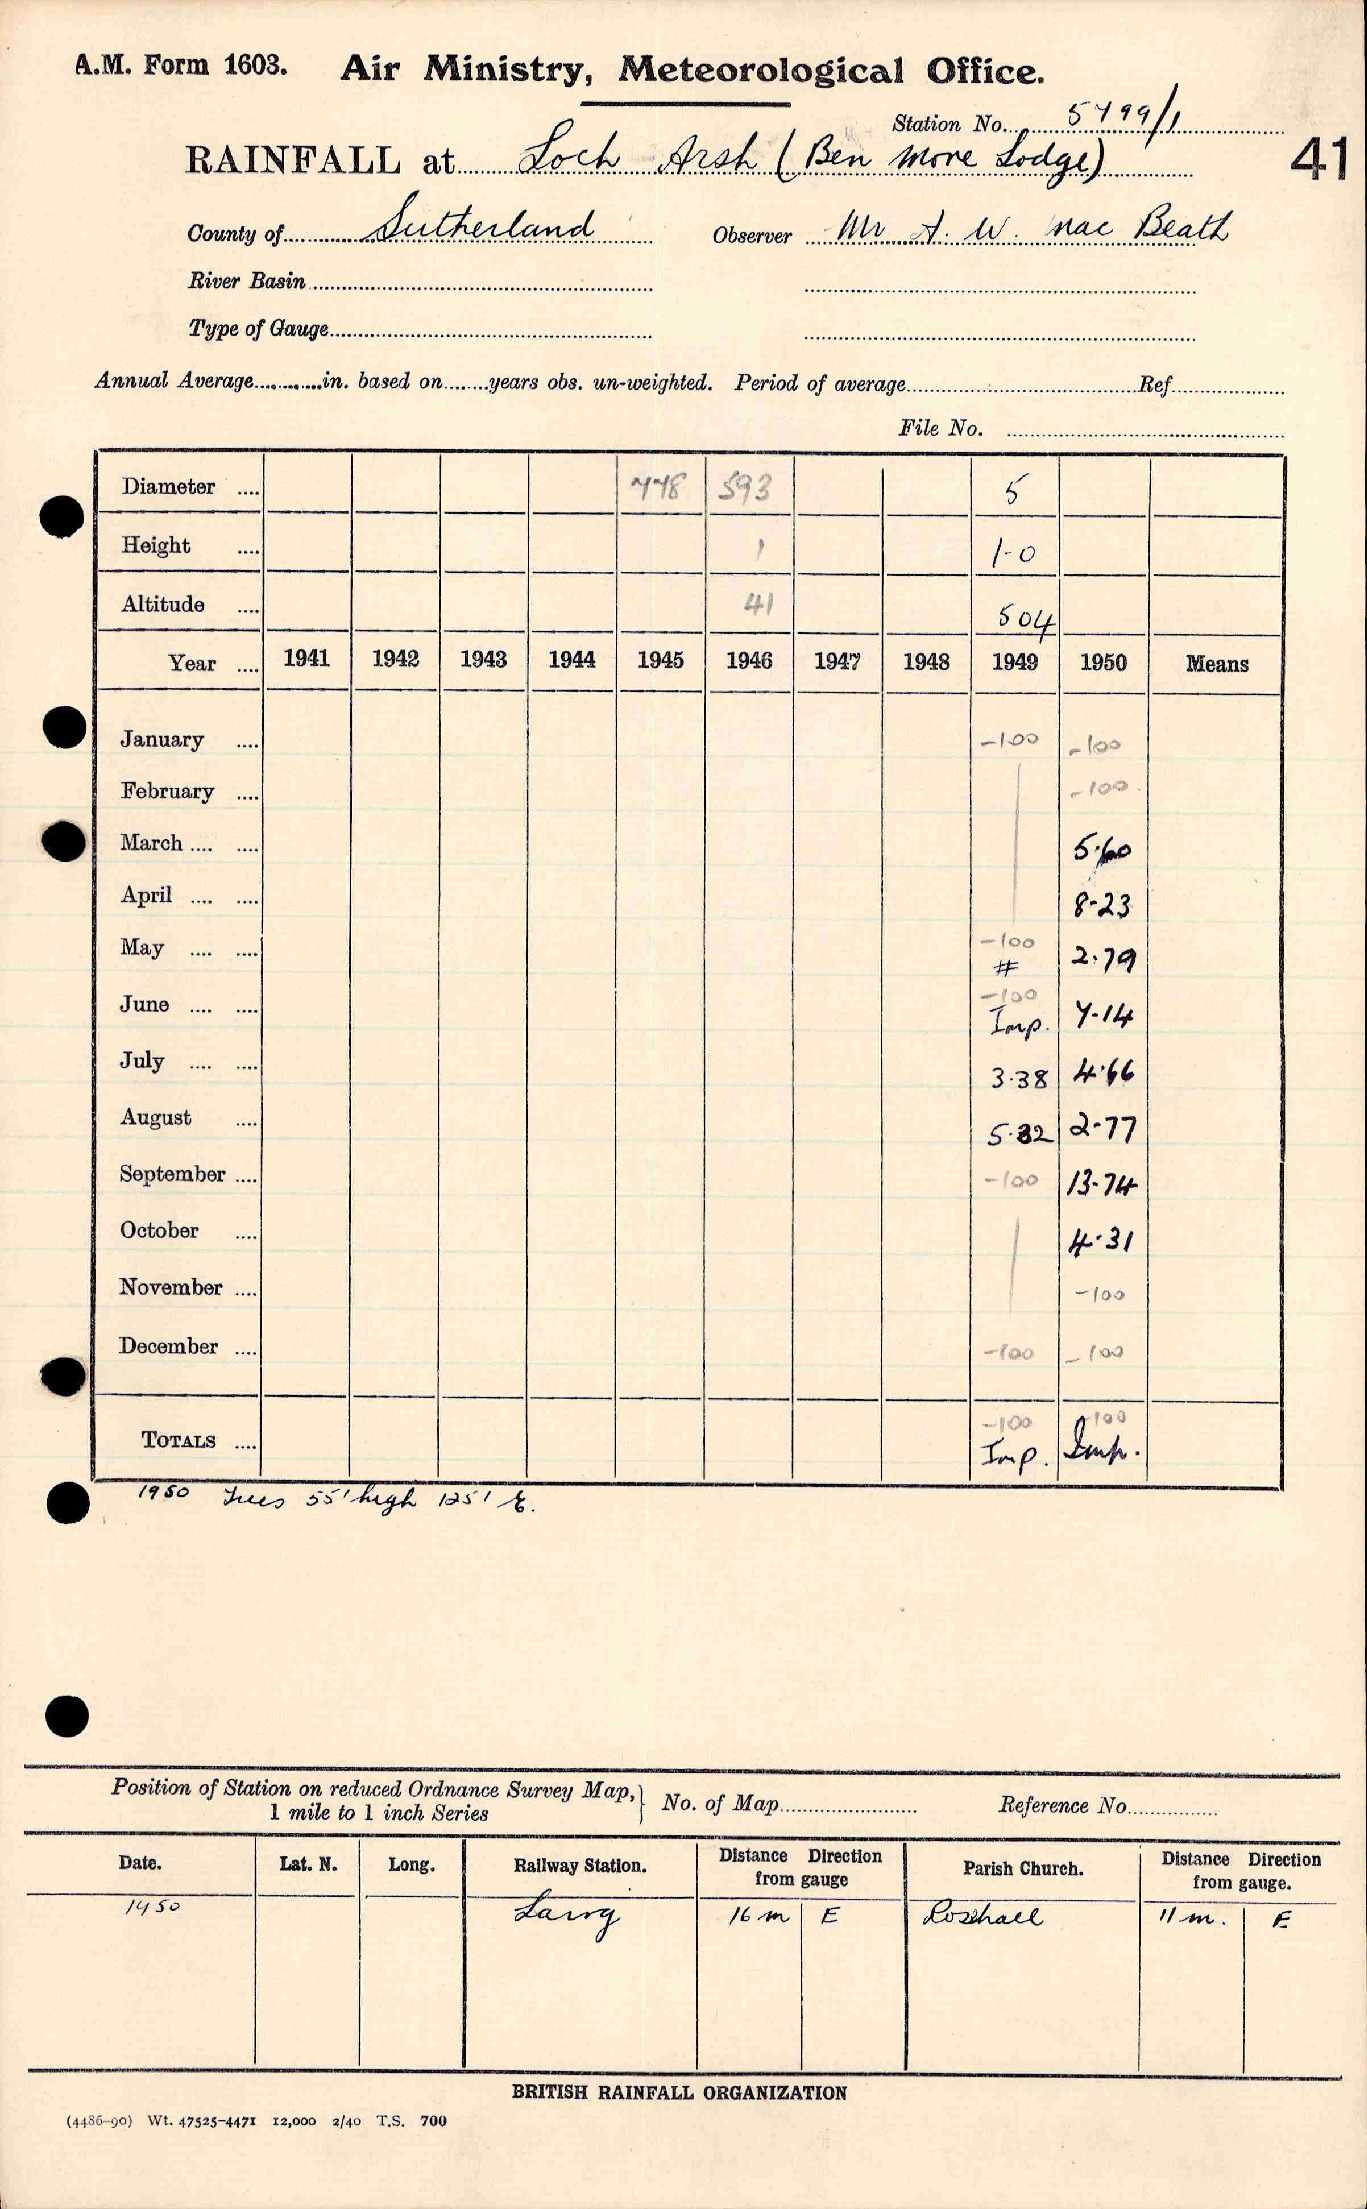 A.M. Form 1603. Air Ministry, Meteorological Office.
Station No. 5799/1
RAINFALL at Loch Arsh (Ben More Lodge) 41
County of Sutherland Observer Mr A. W. Mac Beath
River Basin
Type of Gauge
Annual Average in. based on years obs. un-weighted. Period of average Ref
File No.
Diameter 778 593 5
Height 1 1-0
Altitude 41 504
Year 1941 1942 1943 1944 1945 1946 1947 1948 1949 1950 Means
January -100 -100
February -100
March 5.60
April 8.23
May -100 # 2.79
June -100 Imp. 7.14
July 3.38 4.66
August 5.82 2.77
September -100 13.74
October 4.31
November -100
December -100 -100
TOTALS -100 Imp. -100 Imp.
1950 Trees 55' high 125' E.
Position of Station on reduced Ordnance Survey Map, 1 mile to 1 inch Series } No. of Map Reference No.
Date. Lat. N. Long. Railway Station. Distance Direction from gauge Parish Church. Distance Direction from gauge.
1950 Lairg 16 m E Rosehall 11 m. E
BRITISH RAINFALL ORGANIZATION
(4486-90) Wt. 47525-4471 12,000 2/40 T.S. 700